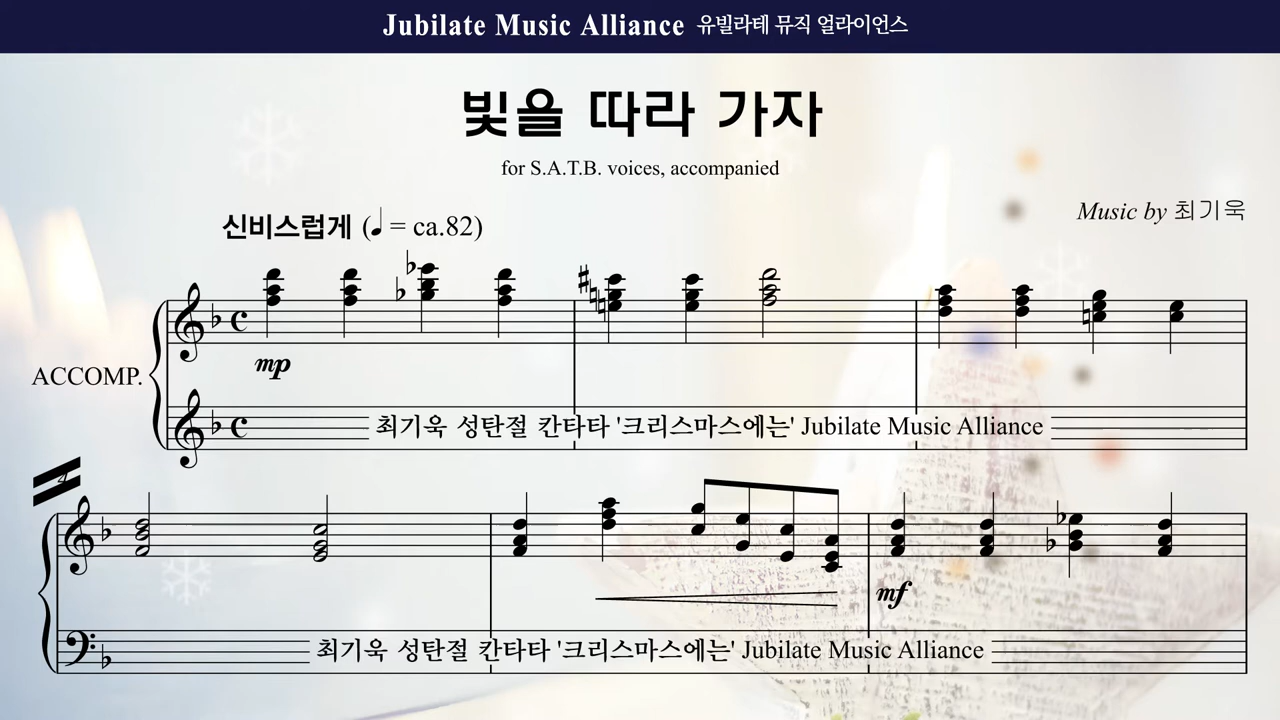 Jubilate Music Alliance 유빌라테 뮤직 얼라이언스
빛을 따라 가자
for S.A.T.B. voices, accompanied
신비스럽게 (♩ = ca.82)
Music by 최기욱
mp
ACCOMP.
최기욱 성탄절 칸타타 '크리스마스에는' Jubilate Music Alliance
4
mf
최기욱 성탄절 칸타타 '크리스마스에는' Jubilate Music Alliance